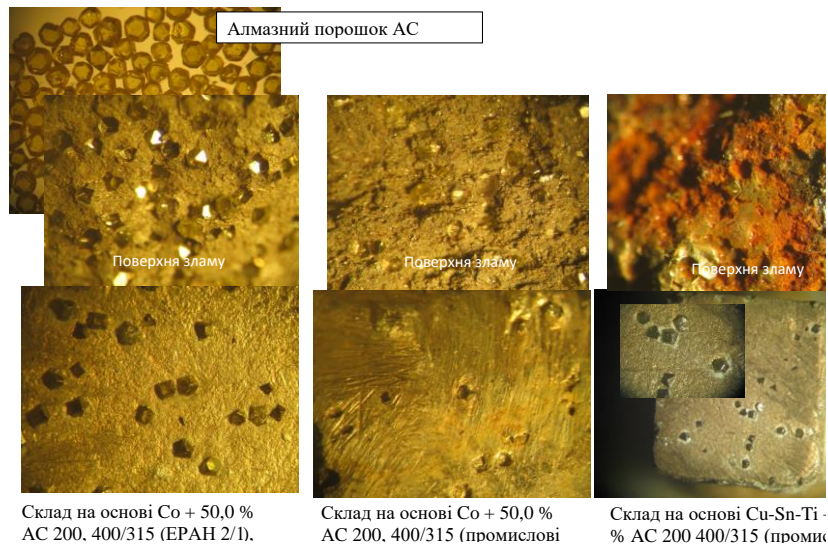 Алмазний порошок АС
Поверхня зламу
Поверхня зламу
Поверхня зламу
Склад на основі Co + 50,0 %
АС 200, 400/315 (ЕРАН 2/1),
Склад на основі Co + 50,0 %
АС 200, 400/315 (промислові
Склад на основі Cu-Sn-Ti
% АС 200 400/315